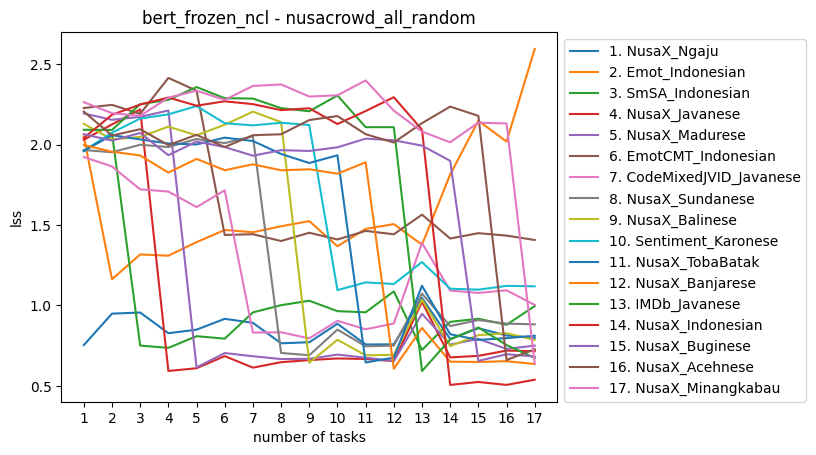 bert_frozen_ncl - nusacrowd_all_random
lss
2.5
2.0
1.5
1.0
0.5
1 2 3 4 5 6 7 8 9 10 11 12 13 14 15 16 17
number of tasks
1. NusaX_Ngaju
2. Emot_Indonesian
3. SmSA_Indonesian
4. NusaX_Javanese
5. NusaX_Madurese
6. EmotCMT_Indonesian
7. CodeMixedJVID_Javanese
8. NusaX_Sundanese
9. NusaX_Balinese
10. Sentiment_Karonese
11. NusaX_TobaBatak
12. NusaX_Banjarese
13. IMDb_Javanese
14. NusaX_Indonesian
15. NusaX_Buginese
16. NusaX_Acehnese
17. NusaX_Minangkabau